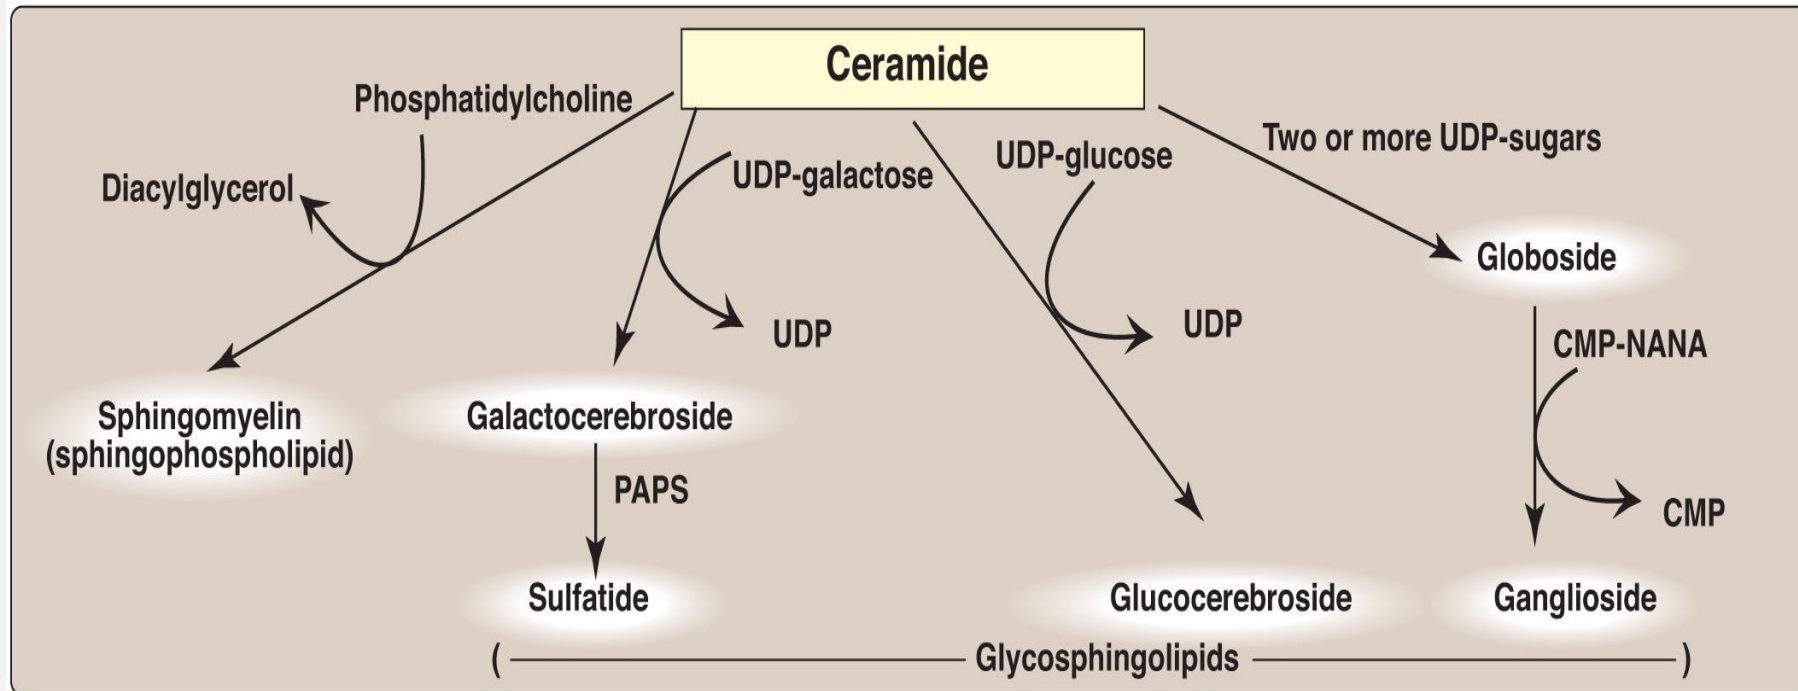 Ceramide
Phosphatidylcholine
Diacylglycerol
UDP-galactose
UDP
UDP-glucose
UDP
Two or more UDP-sugars
Globoside
CMP-NANA
CMP
Sphingomyelin
(sphingophospholipid)
Galactocerebroside
PAPS
Sulfatide
Glucocerebroside
Ganglioside
( Glycosphingolipids )